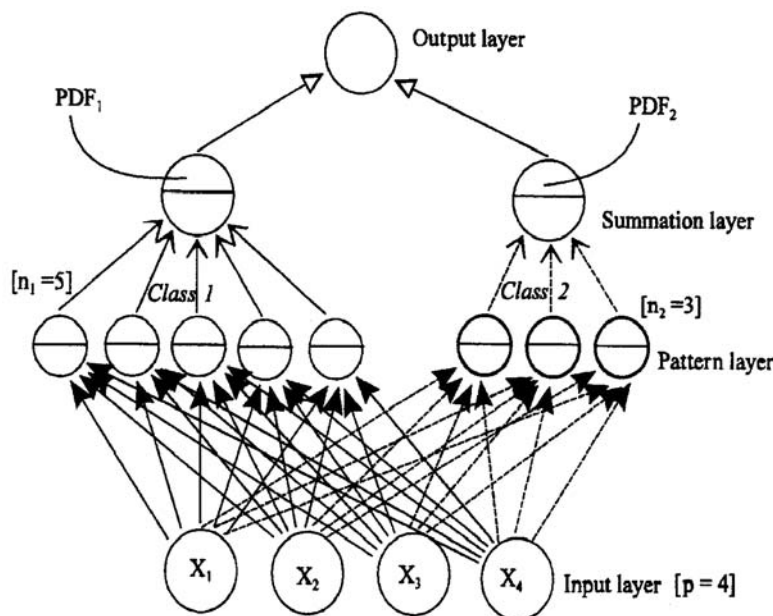 Output layer
PDF₁
PDF₂
Summation layer
[n₁ =5]
Class 1
Class 2
[n₂ =3]
Pattern layer
X₁
X₂
X₃
X₄
Input layer [p = 4]